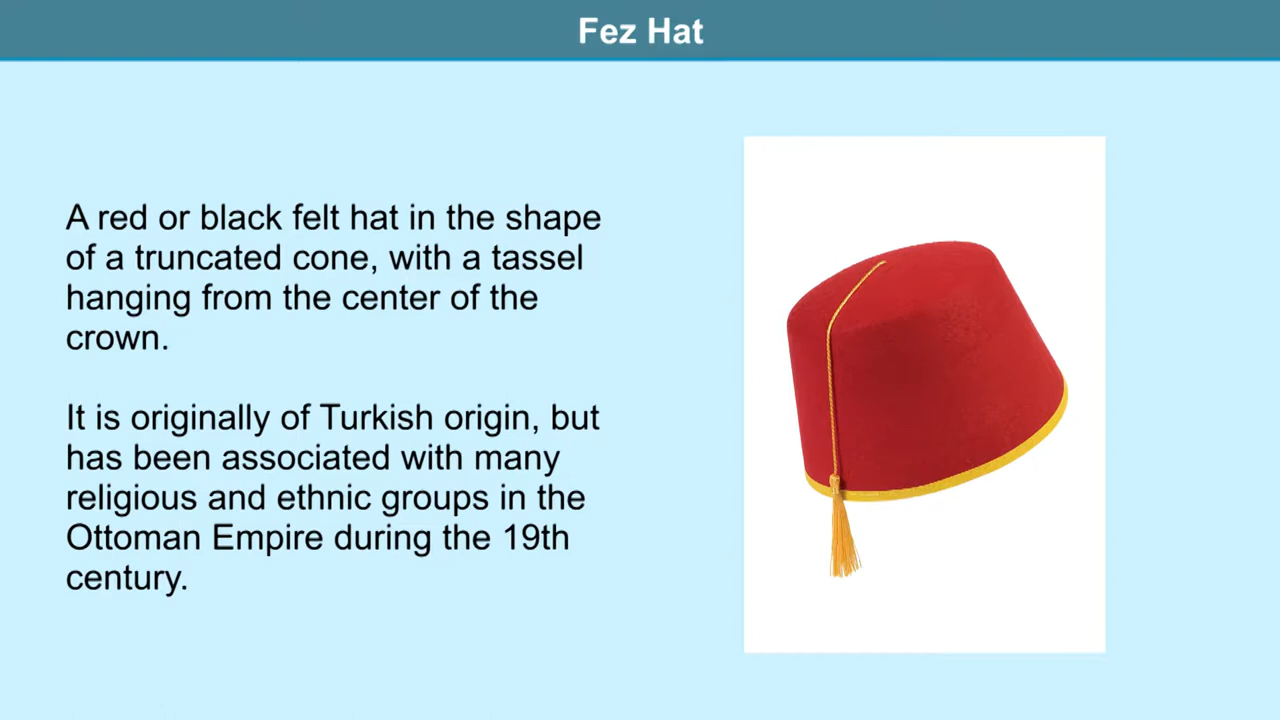 Fez Hat
A red or black felt hat in the shape
of a truncated cone, with a tassel
hanging from the center of the
crown.
It is originally of Turkish origin, but
has been associated with many
religious and ethnic groups in the
Ottoman Empire during the 19th
century.